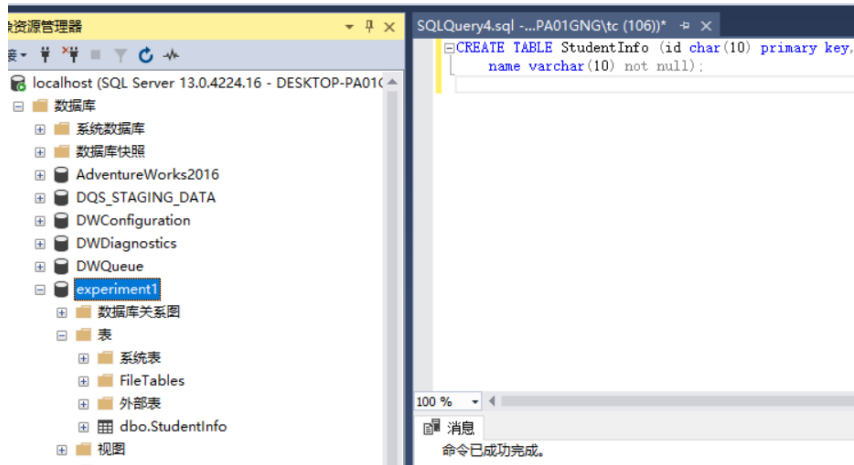 象资源管理器
接
localhost (SQL Server 13.0.4224.16 - DESKTOP-PA01G
数据库
系统数据库
数据库快照
AdventureWorks2016
DQS_STAGING_DATA
DWConfiguration
DWDiagnostics
DWQueue
experiment1
数据库关系图
表
系统表
FileTables
外部表
dbo.StudentInfo
视图
SQLQuery4.sql -...PA01GNG\tc (106))*
CREATE TABLE StudentInfo (id char(10) primary key,
name varchar(10) not null);
100 %
消息
命令已成功完成。